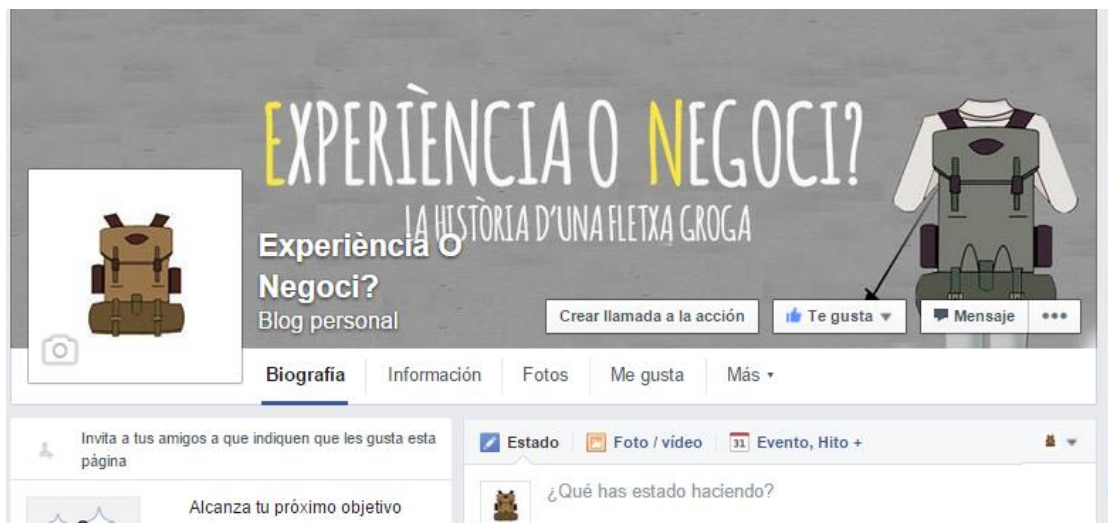 EXPERIÈNCIA O NEGOCI?
LA HISTÒRIA D'UNA FLETXA GROGA
Experiència O
Negoci?
Blog personal
Crear llamada a la acción
Te gusta
Mensaje
Biografía
Información
Fotos
Me gusta
Más
Invita a tus amigos a que indiquen que les gusta esta
página
Alcanza tu próximo objetivo
Estado
Foto / vídeo
31
Evento, Hito +
¿Qué has estado haciendo?